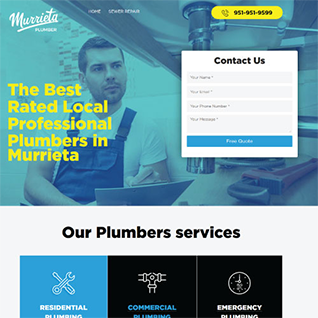 Murrieta
PLUMBER
HOME
SEWER REPAIR
951-951-9599
The Best
Rated Local
Professional
Plumbers in
Murrieta
Contact Us
Your Name *
Your Email *
Your Phone Number *
Your Message *
Free Quote
Our Plumbers services
RESIDENTIAL
PLUMBING
COMMERCIAL
PLUMBING
EMERGENCY
PLUMBING